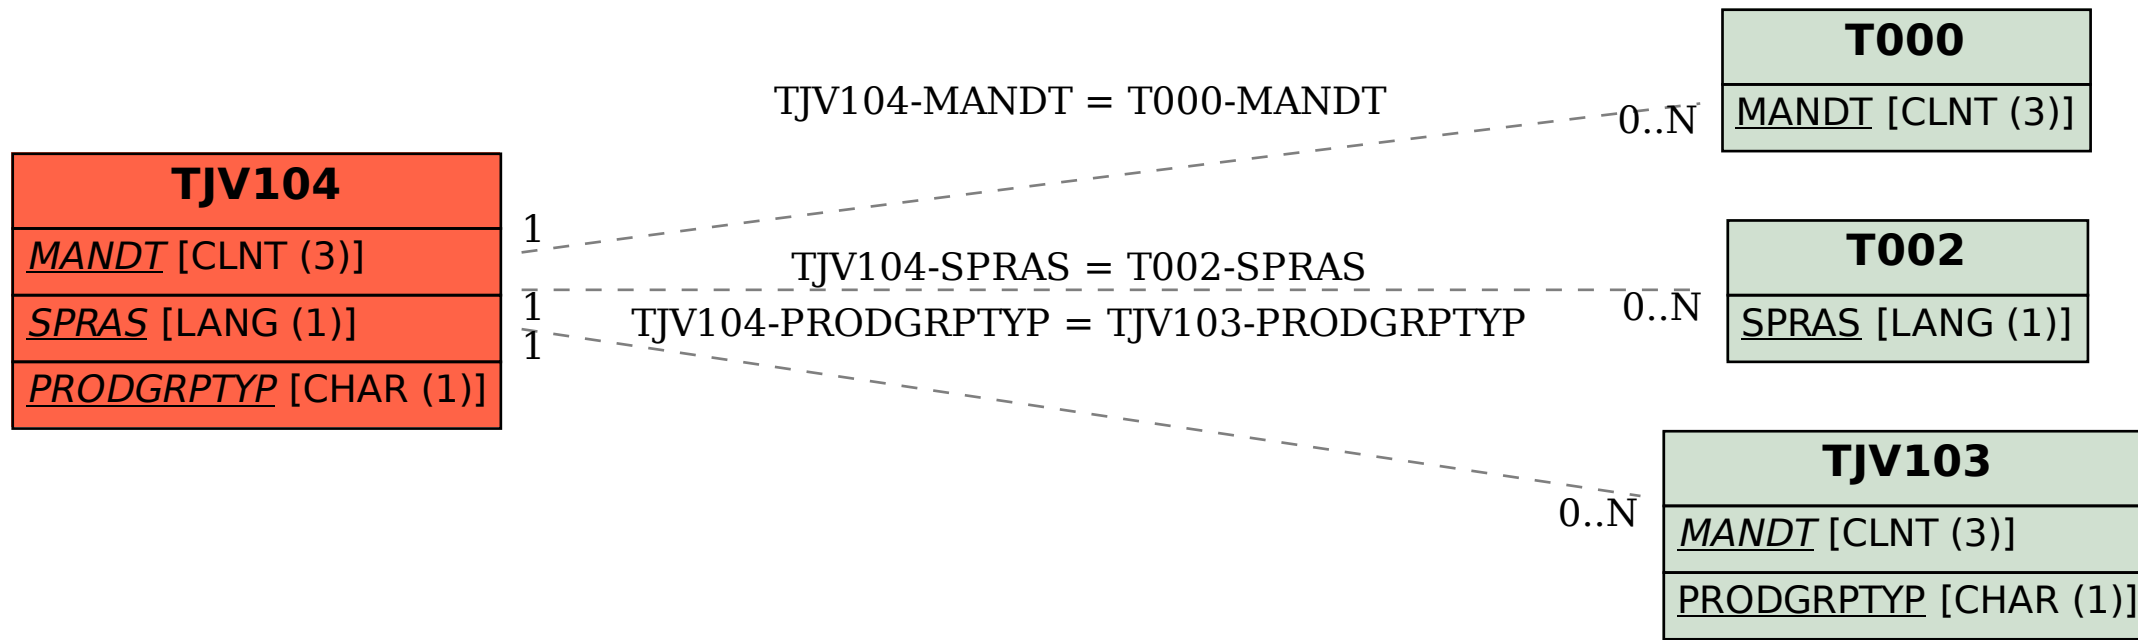 TJV104
MANDT [CLNT (3)]
SPRAS [LANG (1)]
PRODGRPTYP [CHAR (1)]
TJV104-MANDT = T000-MANDT
1
0..N
TJV104-SPRAS = T002-SPRAS
1
0..N
TJV104-PRODGRPTYP = TJV103-PRODGRPTYP
1
0..N
T000
MANDT [CLNT (3)]
T002
SPRAS [LANG (1)]
TJV103
MANDT [CLNT (3)]
PRODGRPTYP [CHAR (1)]